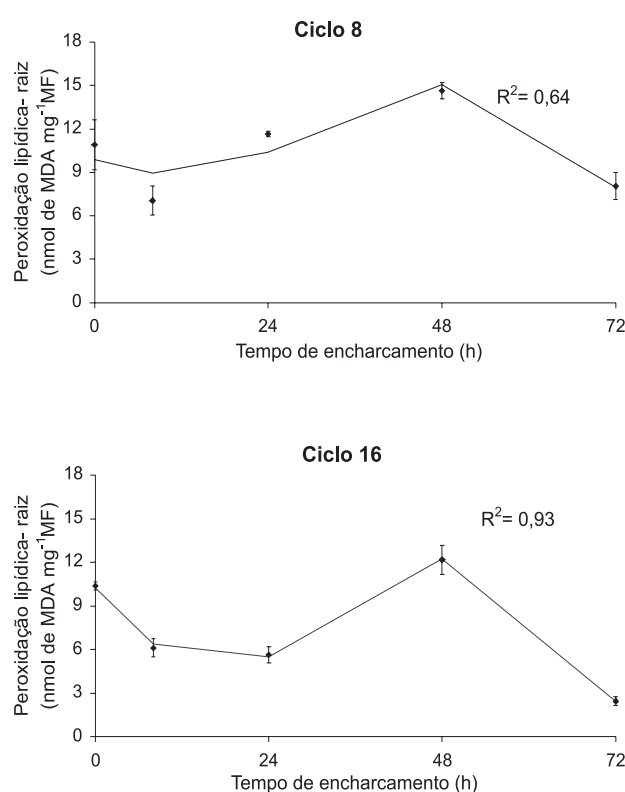 Ciclo 8
Peroxidação lipídica- raiz
(nmol de MDA mg⁻¹MF)
18
15
12
9
6
3
0
R²= 0,64
0 24 48 72
Tempo de encharcamento (h)
Ciclo 16
Peroxidação lipídica- raiz
(nmol de MDA mg⁻¹MF)
18
15
12
9
6
3
0
R²= 0,93
0 24 48 72
Tempo de encharcamento (h)